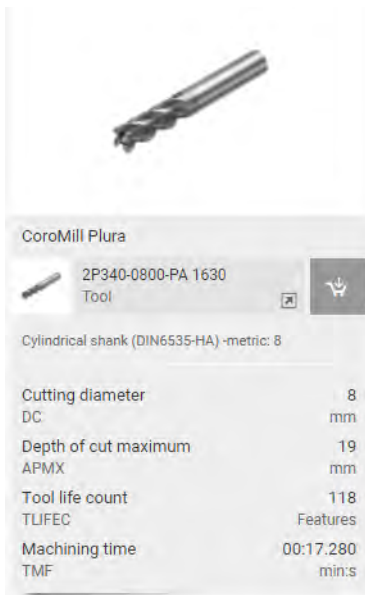 CoroMill Plura
2P340-0800-PA 1630
Tool
Cylindrical shank (DIN6535-HA) -metric: 8
Cutting diameter 8
DC mm
Depth of cut maximum 19
APMX mm
Tool life count 118
TLIFEC Features
Machining time 00:17.280
TMF min:s